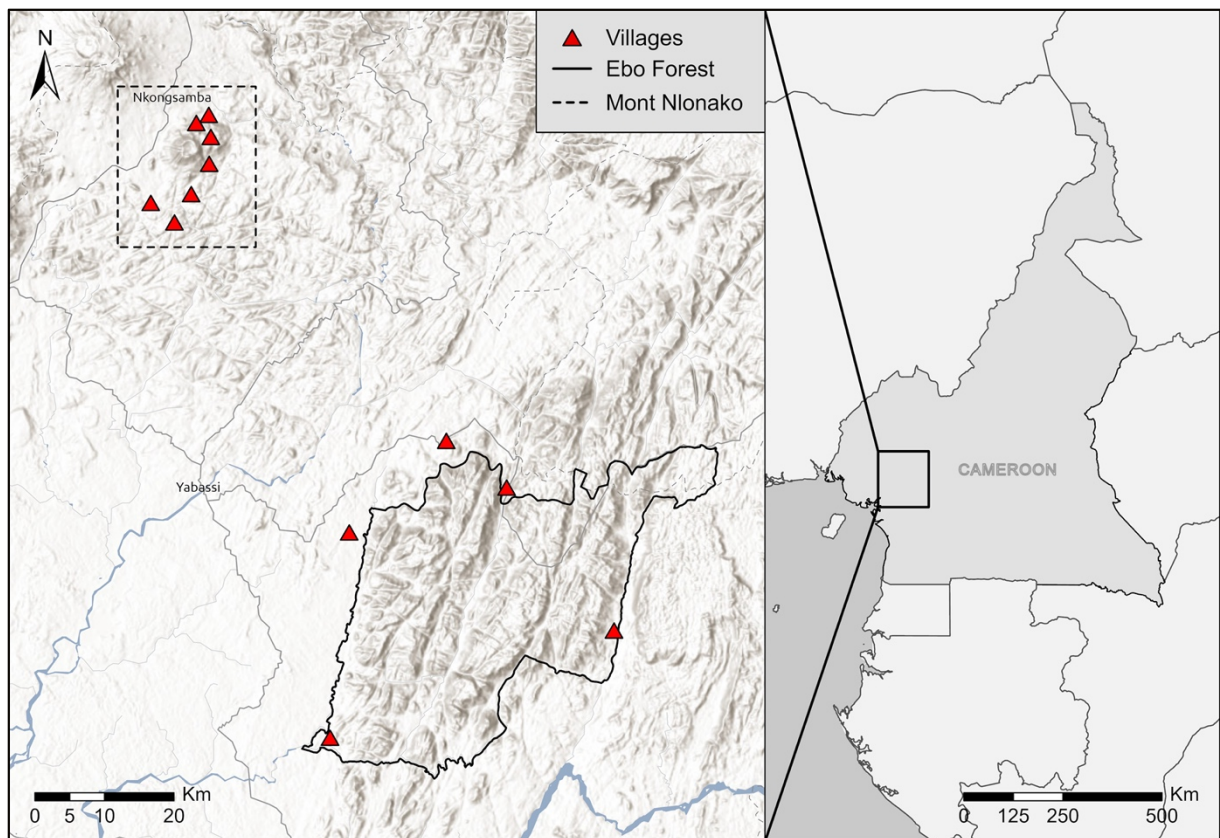 N
Nkongsamba
Villages
Ebo Forest
Mont Nlonako
Yabassi
CAMEROON
0 5 10 20 Km
0 125 250 500 Km